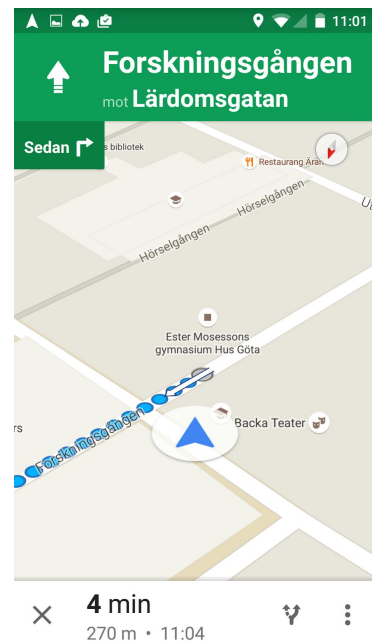 11:01
Forskningsgången
mot Lärdomsgatan
Sedan
s bibliotek
Restaurang Äran
Hörselgången
Hörselgången
Ester Mosessons
gymnasium Hus Göta
Backa Teater
rs
Forskningsgången
4 min
270 m • 11:04